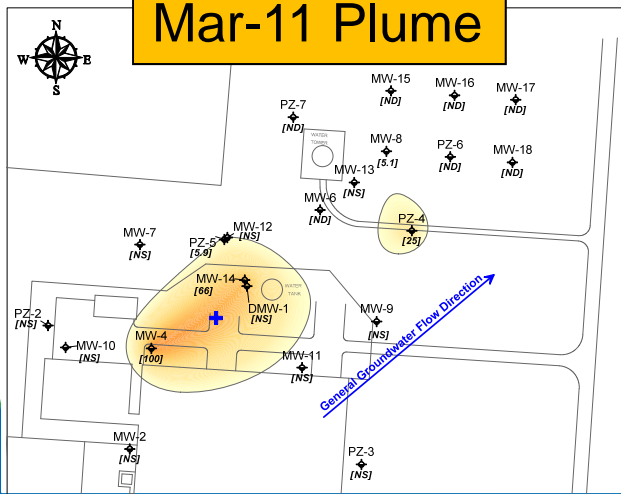 Mar-11 Plume
N
W E
S
MW-15
[ND]
MW-16
[ND]
MW-17
[ND]
PZ-7
[ND]
WATER
TOWER
MW-8
[5.1]
PZ-6
[ND]
MW-18
[ND]
MW-13
[NS]
MW-6
[ND]
PZ-4
[25]
MW-7
[NS]
MW-12
[NS]
PZ-5
[5.9]
MW-14
[66]
WATER
TANK
DMW-1
[NS]
MW-9
[NS]
PZ-2
[NS]
MW-10
[NS]
MW-4
[100]
MW-11
[NS]
General Groundwater Flow Direction
MW-2
[NS]
PZ-3
[NS]